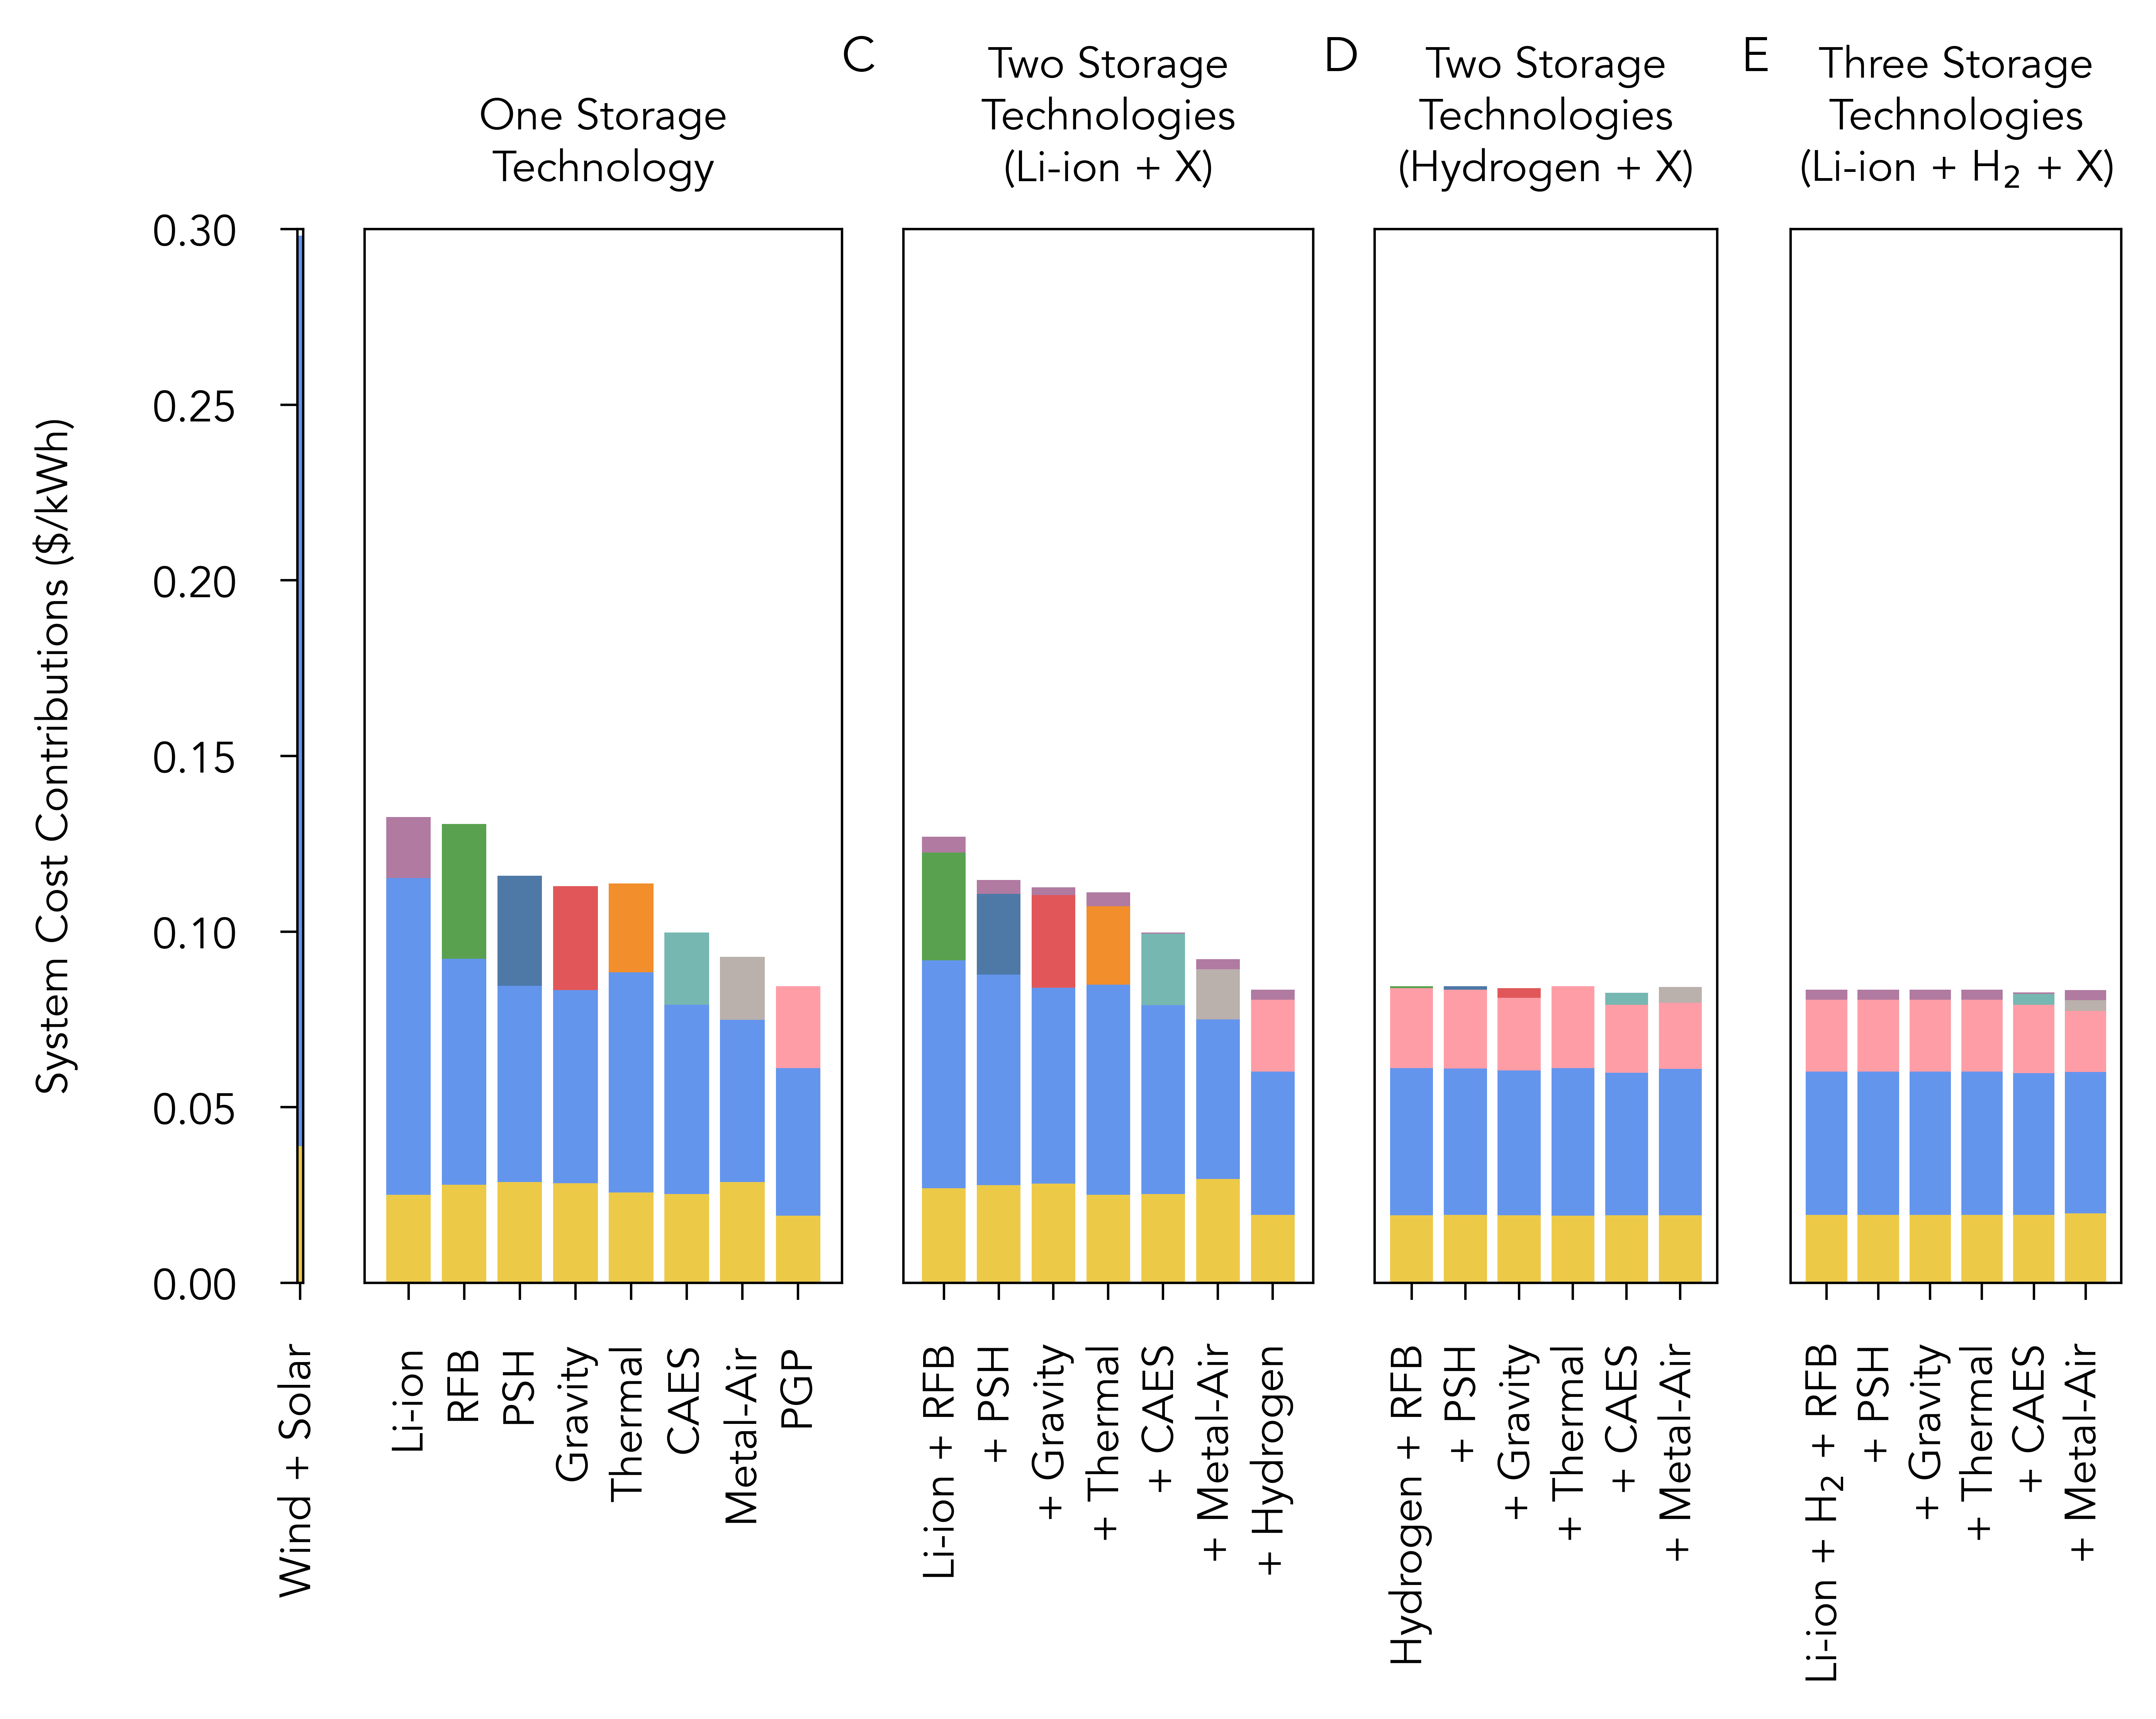 C
D
E
One Storage
Technology
Two Storage
Technologies
(Li-ion + X)
Two Storage
Technologies
(Hydrogen + X)
Three Storage
Technologies
(Li-ion + H₂ + X)
System Cost Contributions ($/kWh)
0.30
0.25
0.20
0.15
0.10
0.05
0.00
Wind + Solar
Li-ion
RFB
PSH
Gravity
Thermal
CAES
Metal-Air
PGP
Li-ion + RFB
+ PSH
+ Gravity
+ Thermal
+ CAES
+ Metal-Air
+ Hydrogen
Hydrogen + RFB
+ PSH
+ Gravity
+ Thermal
+ CAES
+ Metal-Air
Li-ion + H₂ + RFB
+ PSH
+ Gravity
+ Thermal
+ CAES
+ Metal-Air